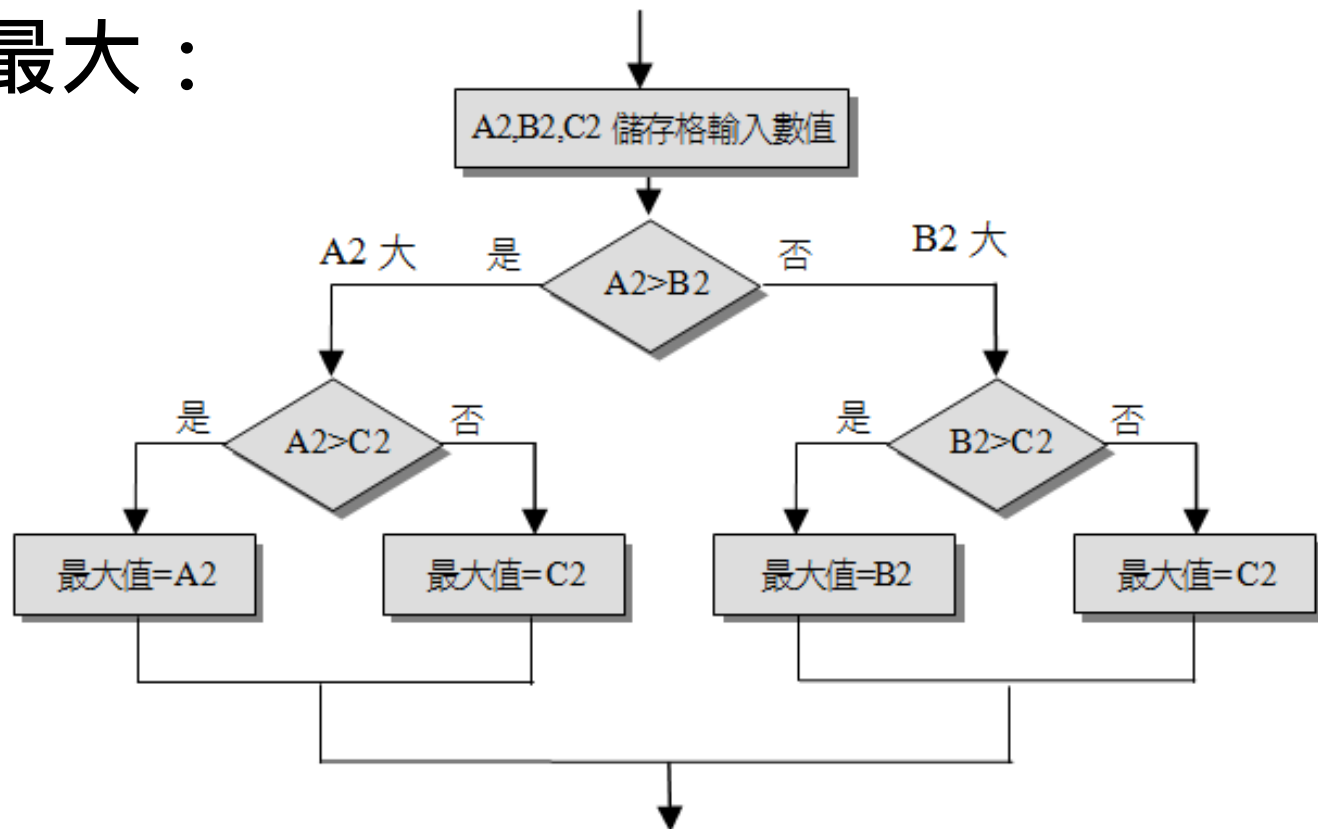 最大：
A2,B2,C2 儲存格輸入數值
A2 大
是
A2>B2
否
B2 大
是
A2>C2
否
是
B2>C2
否
最大值=A2
最大值=C2
最大值=B2
最大值=C2